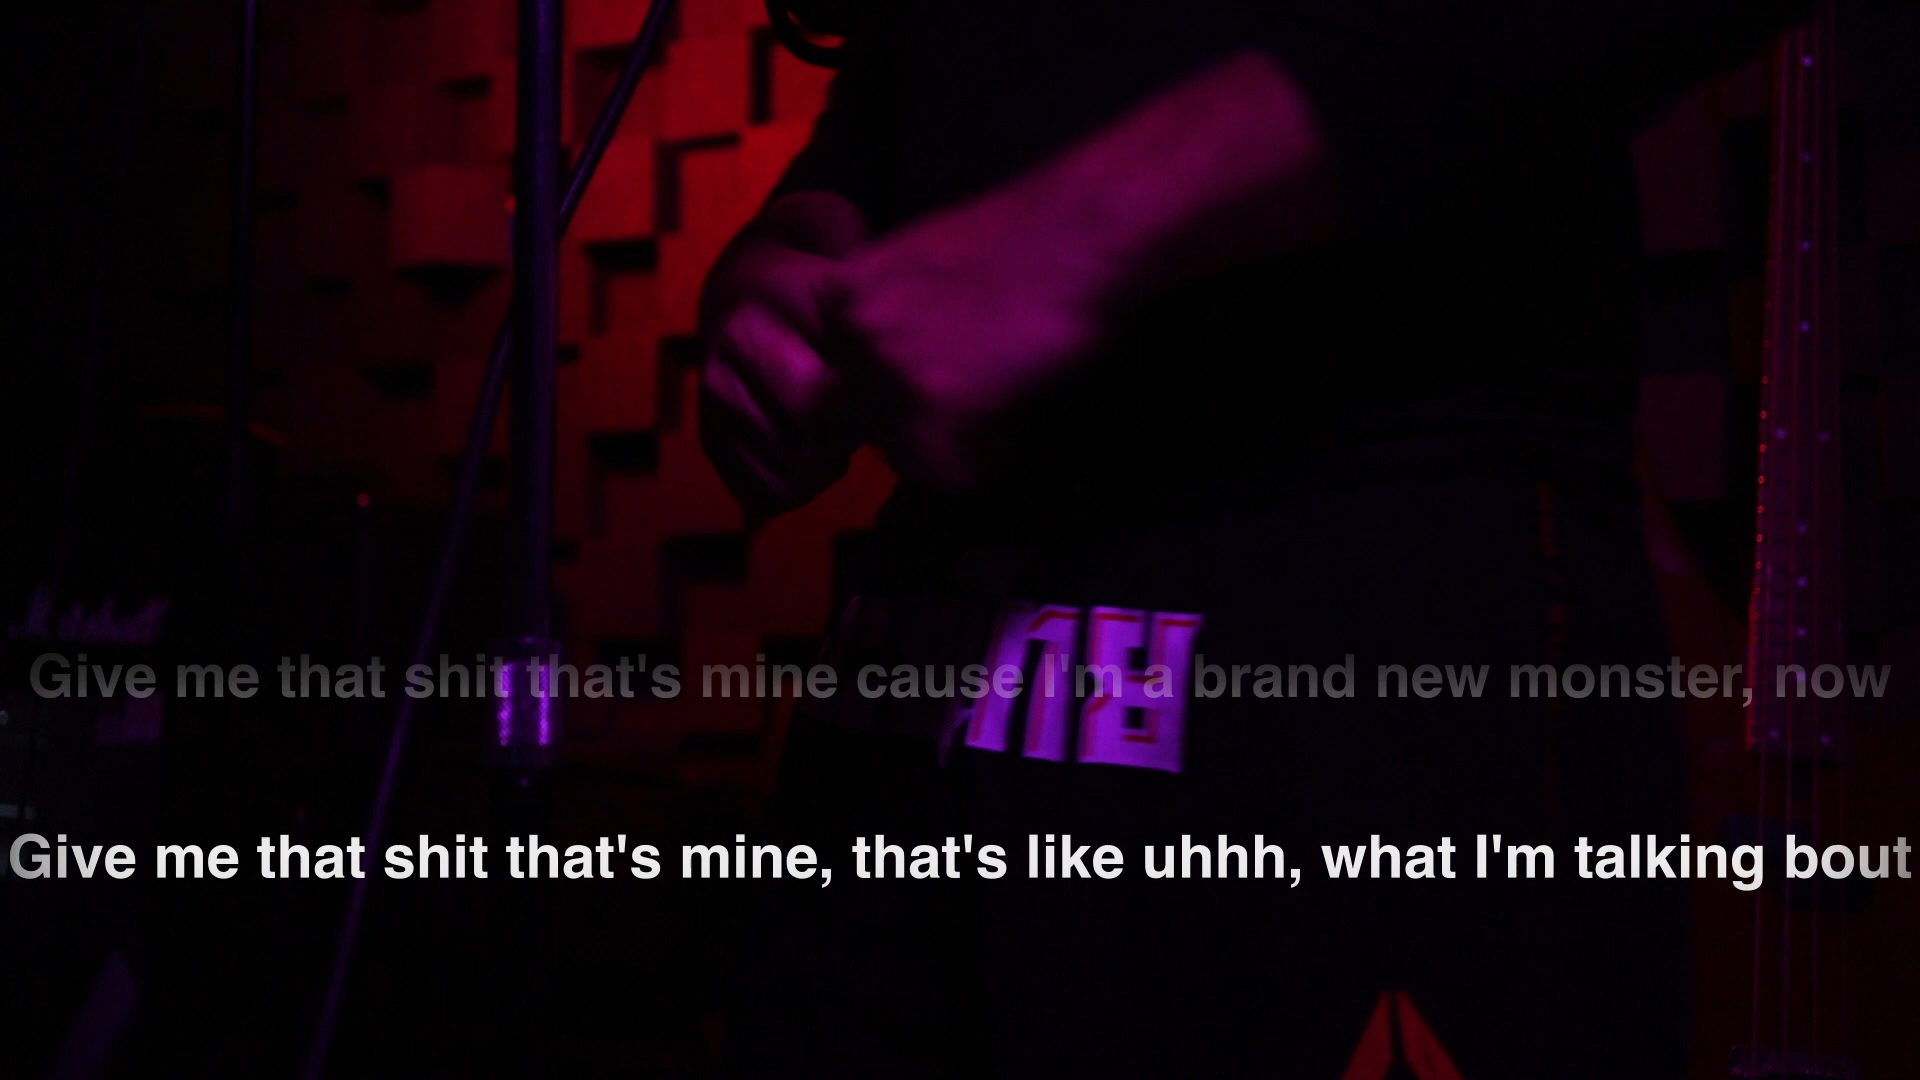 Give me that shit that's mine cause I'm a brand new monster, now
Give me that shit that's mine, that's like uhhh, what I'm talking bout